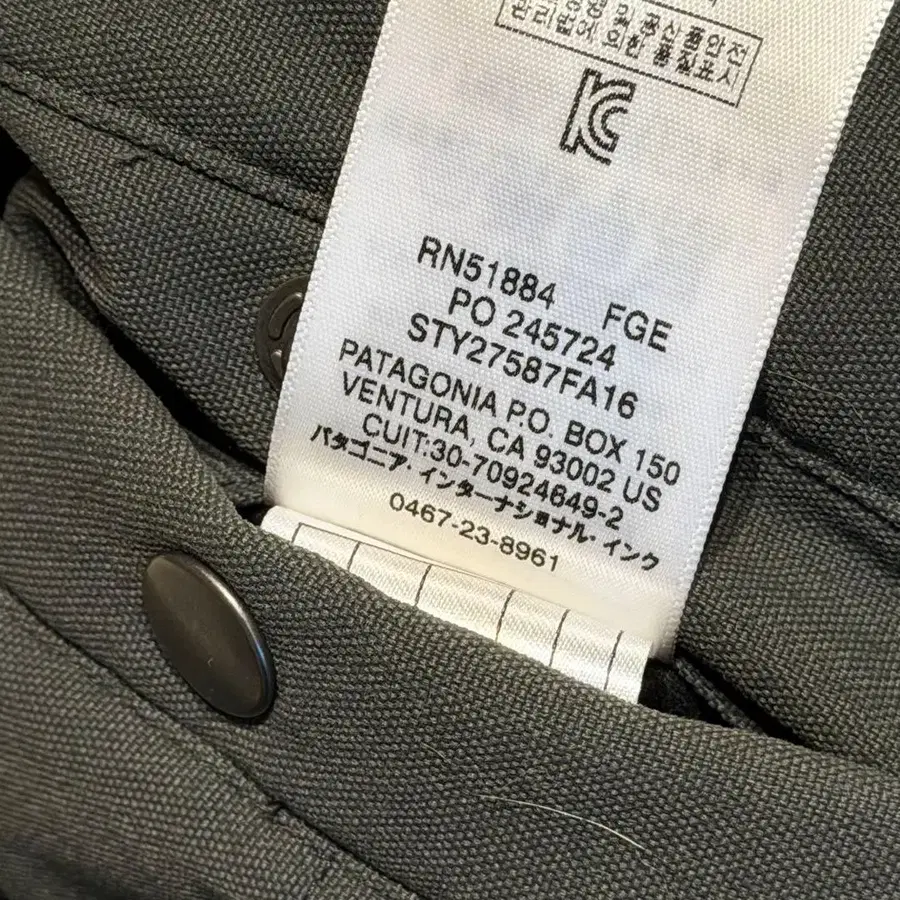 관리법에 의한 품질표시
RN51884 FGE
PO 245724
STY27587FA16
PATAGONIA P.O. BOX 150
VENTURA, CA 93002 US
CUIT:30-70924649-2
パタゴニア・インターナショナル・インク
0467-23-8961